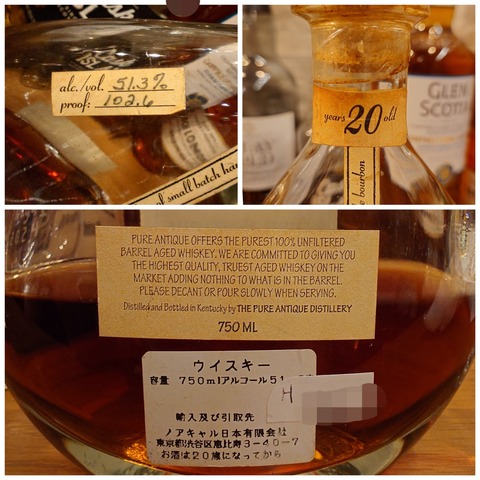 alc./vol. 51.3%
proof: 102.6
of small batch
years 20 old
bourbon
GLEN
SCOTIA
PURE ANTIQUE OFFERS THE PUREST 100% UNFILTERED
BARREL AGED WHISKEY. WE ARE COMMITTED TO GIVING YOU
THE HIGHEST QUALITY, TRUEST AGED WHISKEY ON THE
MARKET ADDING NOTHING TO WHAT IS IN THE BARREL.
PLEASE DECANT OR POUR SLOWLY WHEN SERVING.
Distilled and Bottled in Kentucky by THE PURE ANTIQUE DISTILLERY
750 ML
ウイスキー
容量 750mlアルコール51
H
輸入及び引取先
ノアキャル日本有限会社
東京都渋谷区恵比寿3-40-7
お酒は20歳になってから